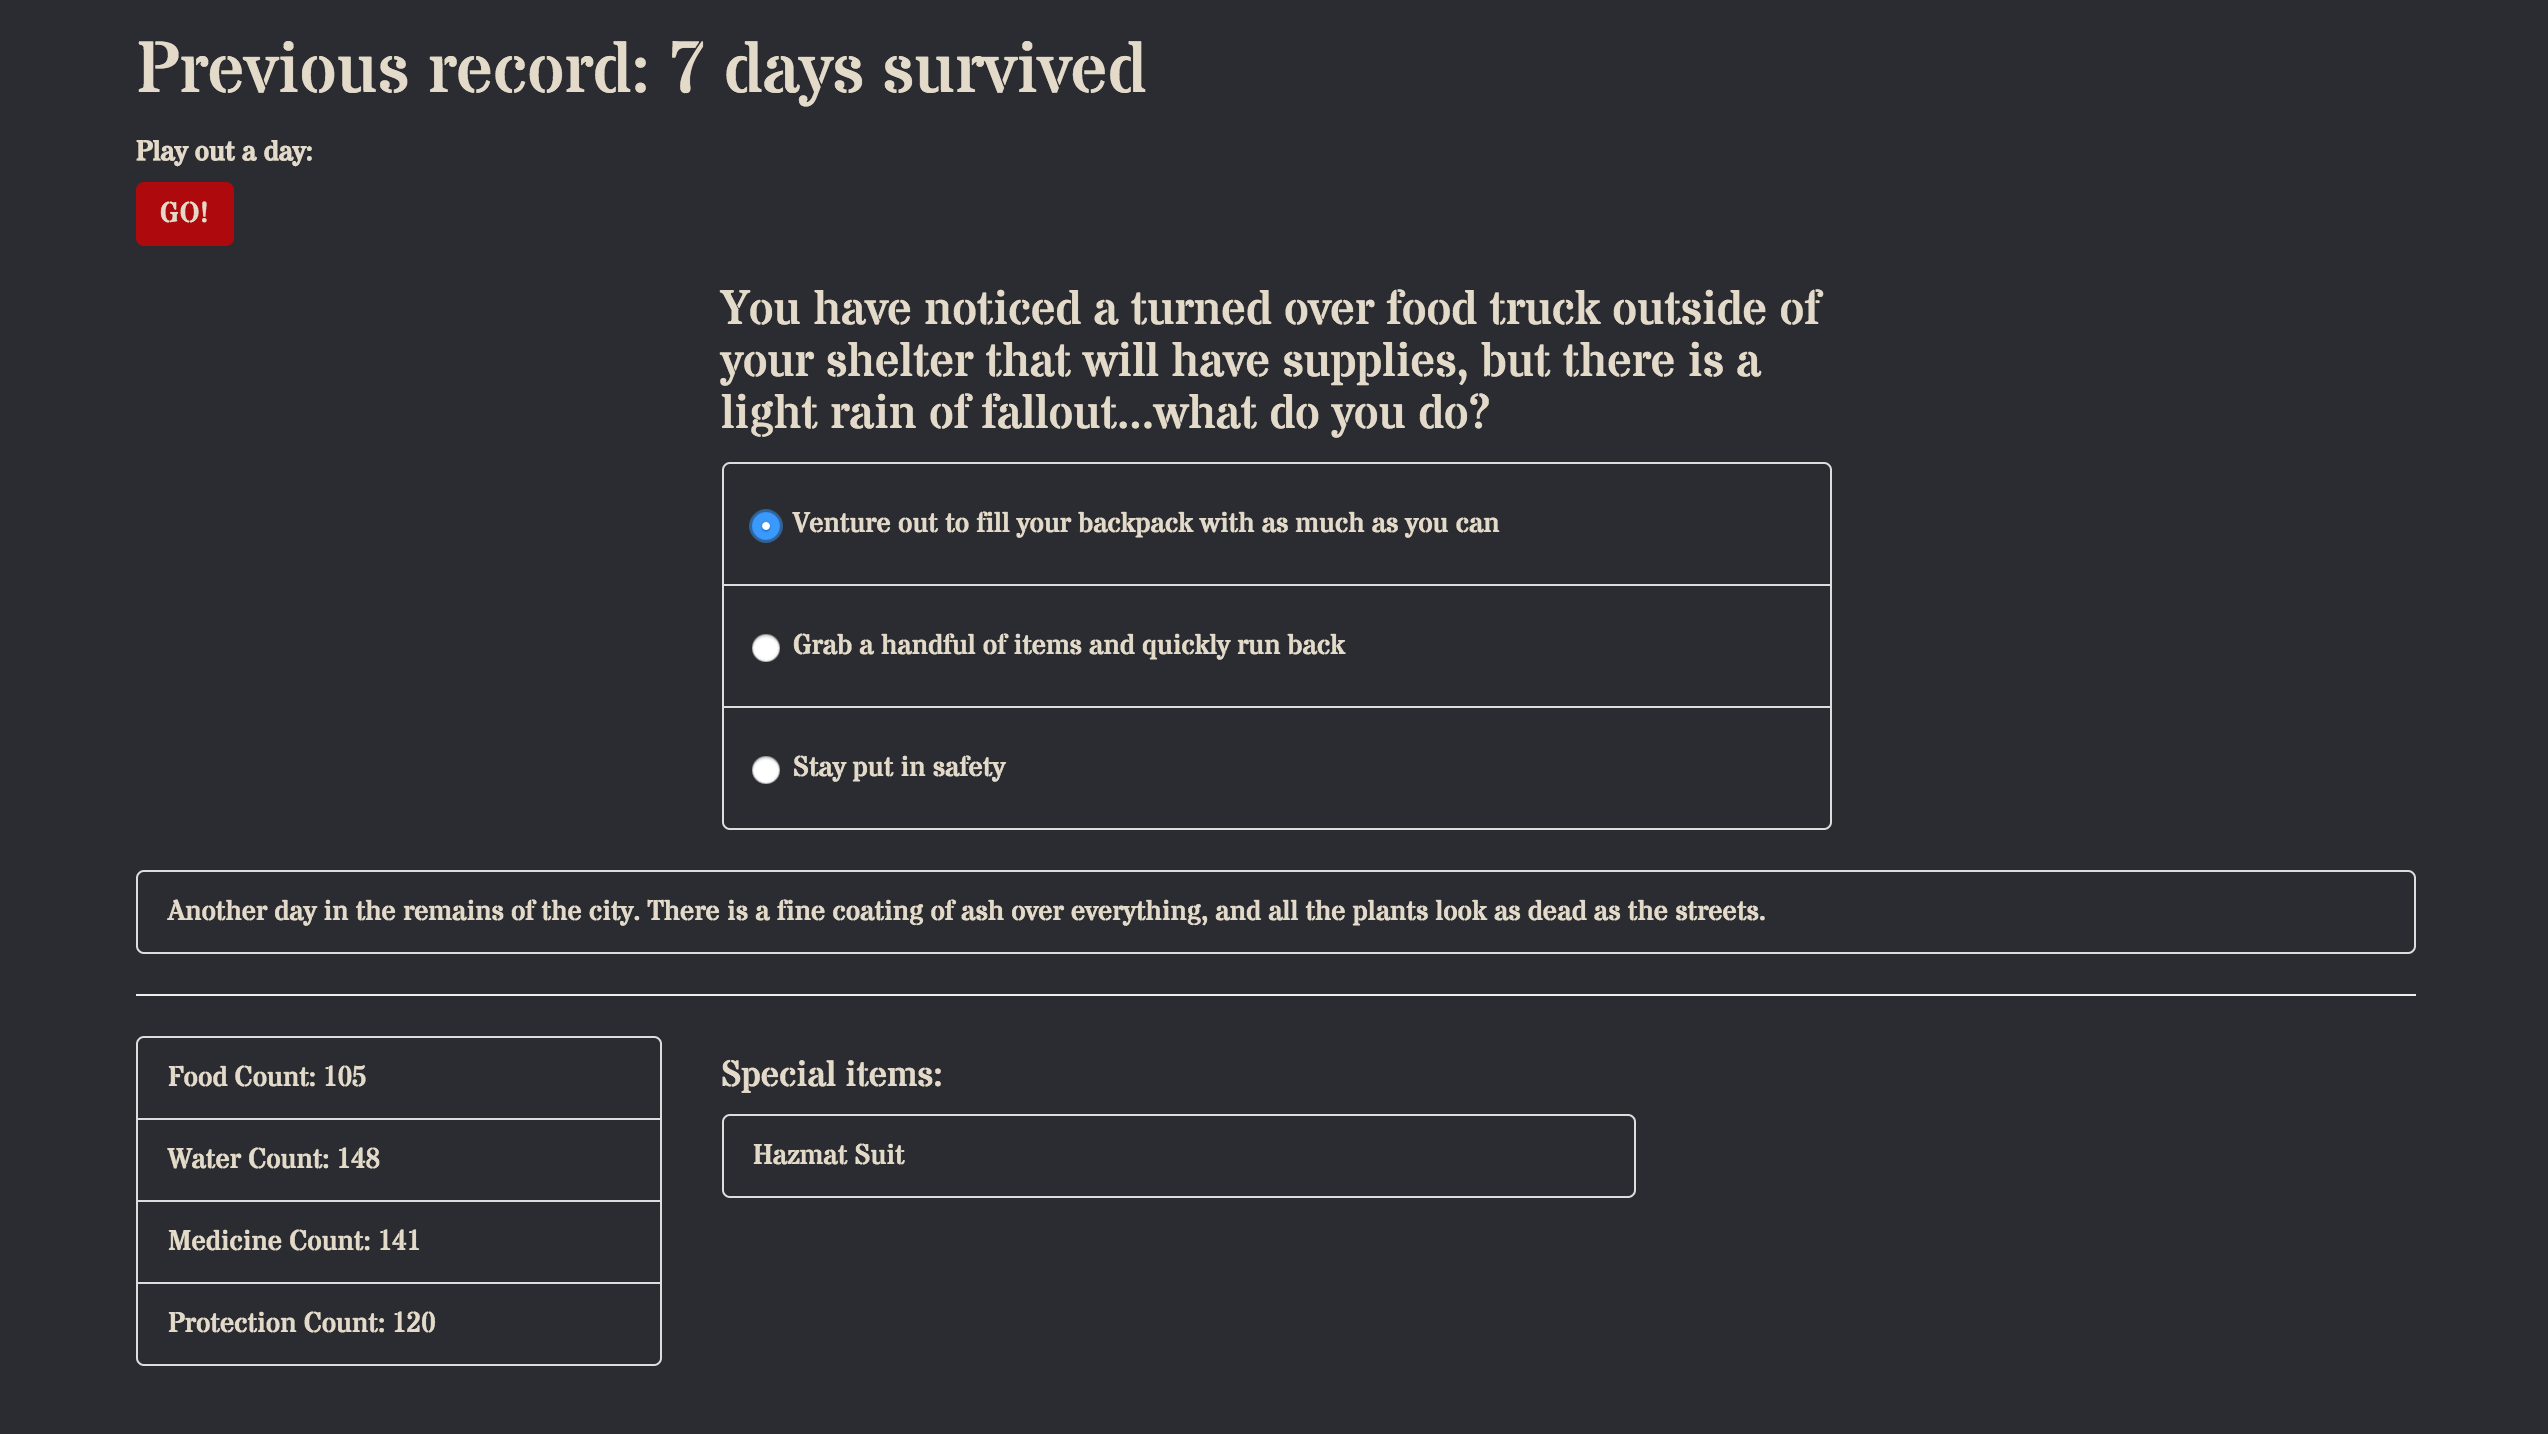 Previous record: 7 days survived
Play out a day:
GO!
You have noticed a turned over food truck outside of
your shelter that will have supplies, but there is a
light rain of fallout...what do you do?
Venture out to fill your backpack with as much as you can
Grab a handful of items and quickly run back
Stay put in safety
Another day in the remains of the city. There is a fine coating of ash over everything, and all the plants look as dead as the streets.
Food Count: 105
Water Count: 148
Medicine Count: 141
Protection Count: 120
Special items:
Hazmat Suit